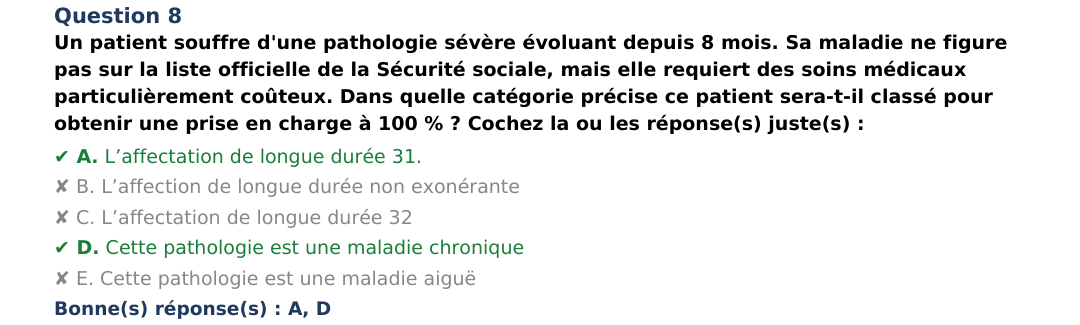 Question 8
Un patient souffre d'une pathologie sévère évoluant depuis 8 mois. Sa maladie ne figure
pas sur la liste officielle de la Sécurité sociale, mais elle requiert des soins médicaux
particulièrement coûteux. Dans quelle catégorie précise ce patient sera-t-il classé pour
obtenir une prise en charge à 100 % ? Cochez la ou les réponse(s) juste(s) :
✔ A. L’affectation de longue durée 31.
✘ B. L’affection de longue durée non exonérante
✘ C. L’affectation de longue durée 32
✔ D. Cette pathologie est une maladie chronique
✘ E. Cette pathologie est une maladie aiguë
Bonne(s) réponse(s) : A, D